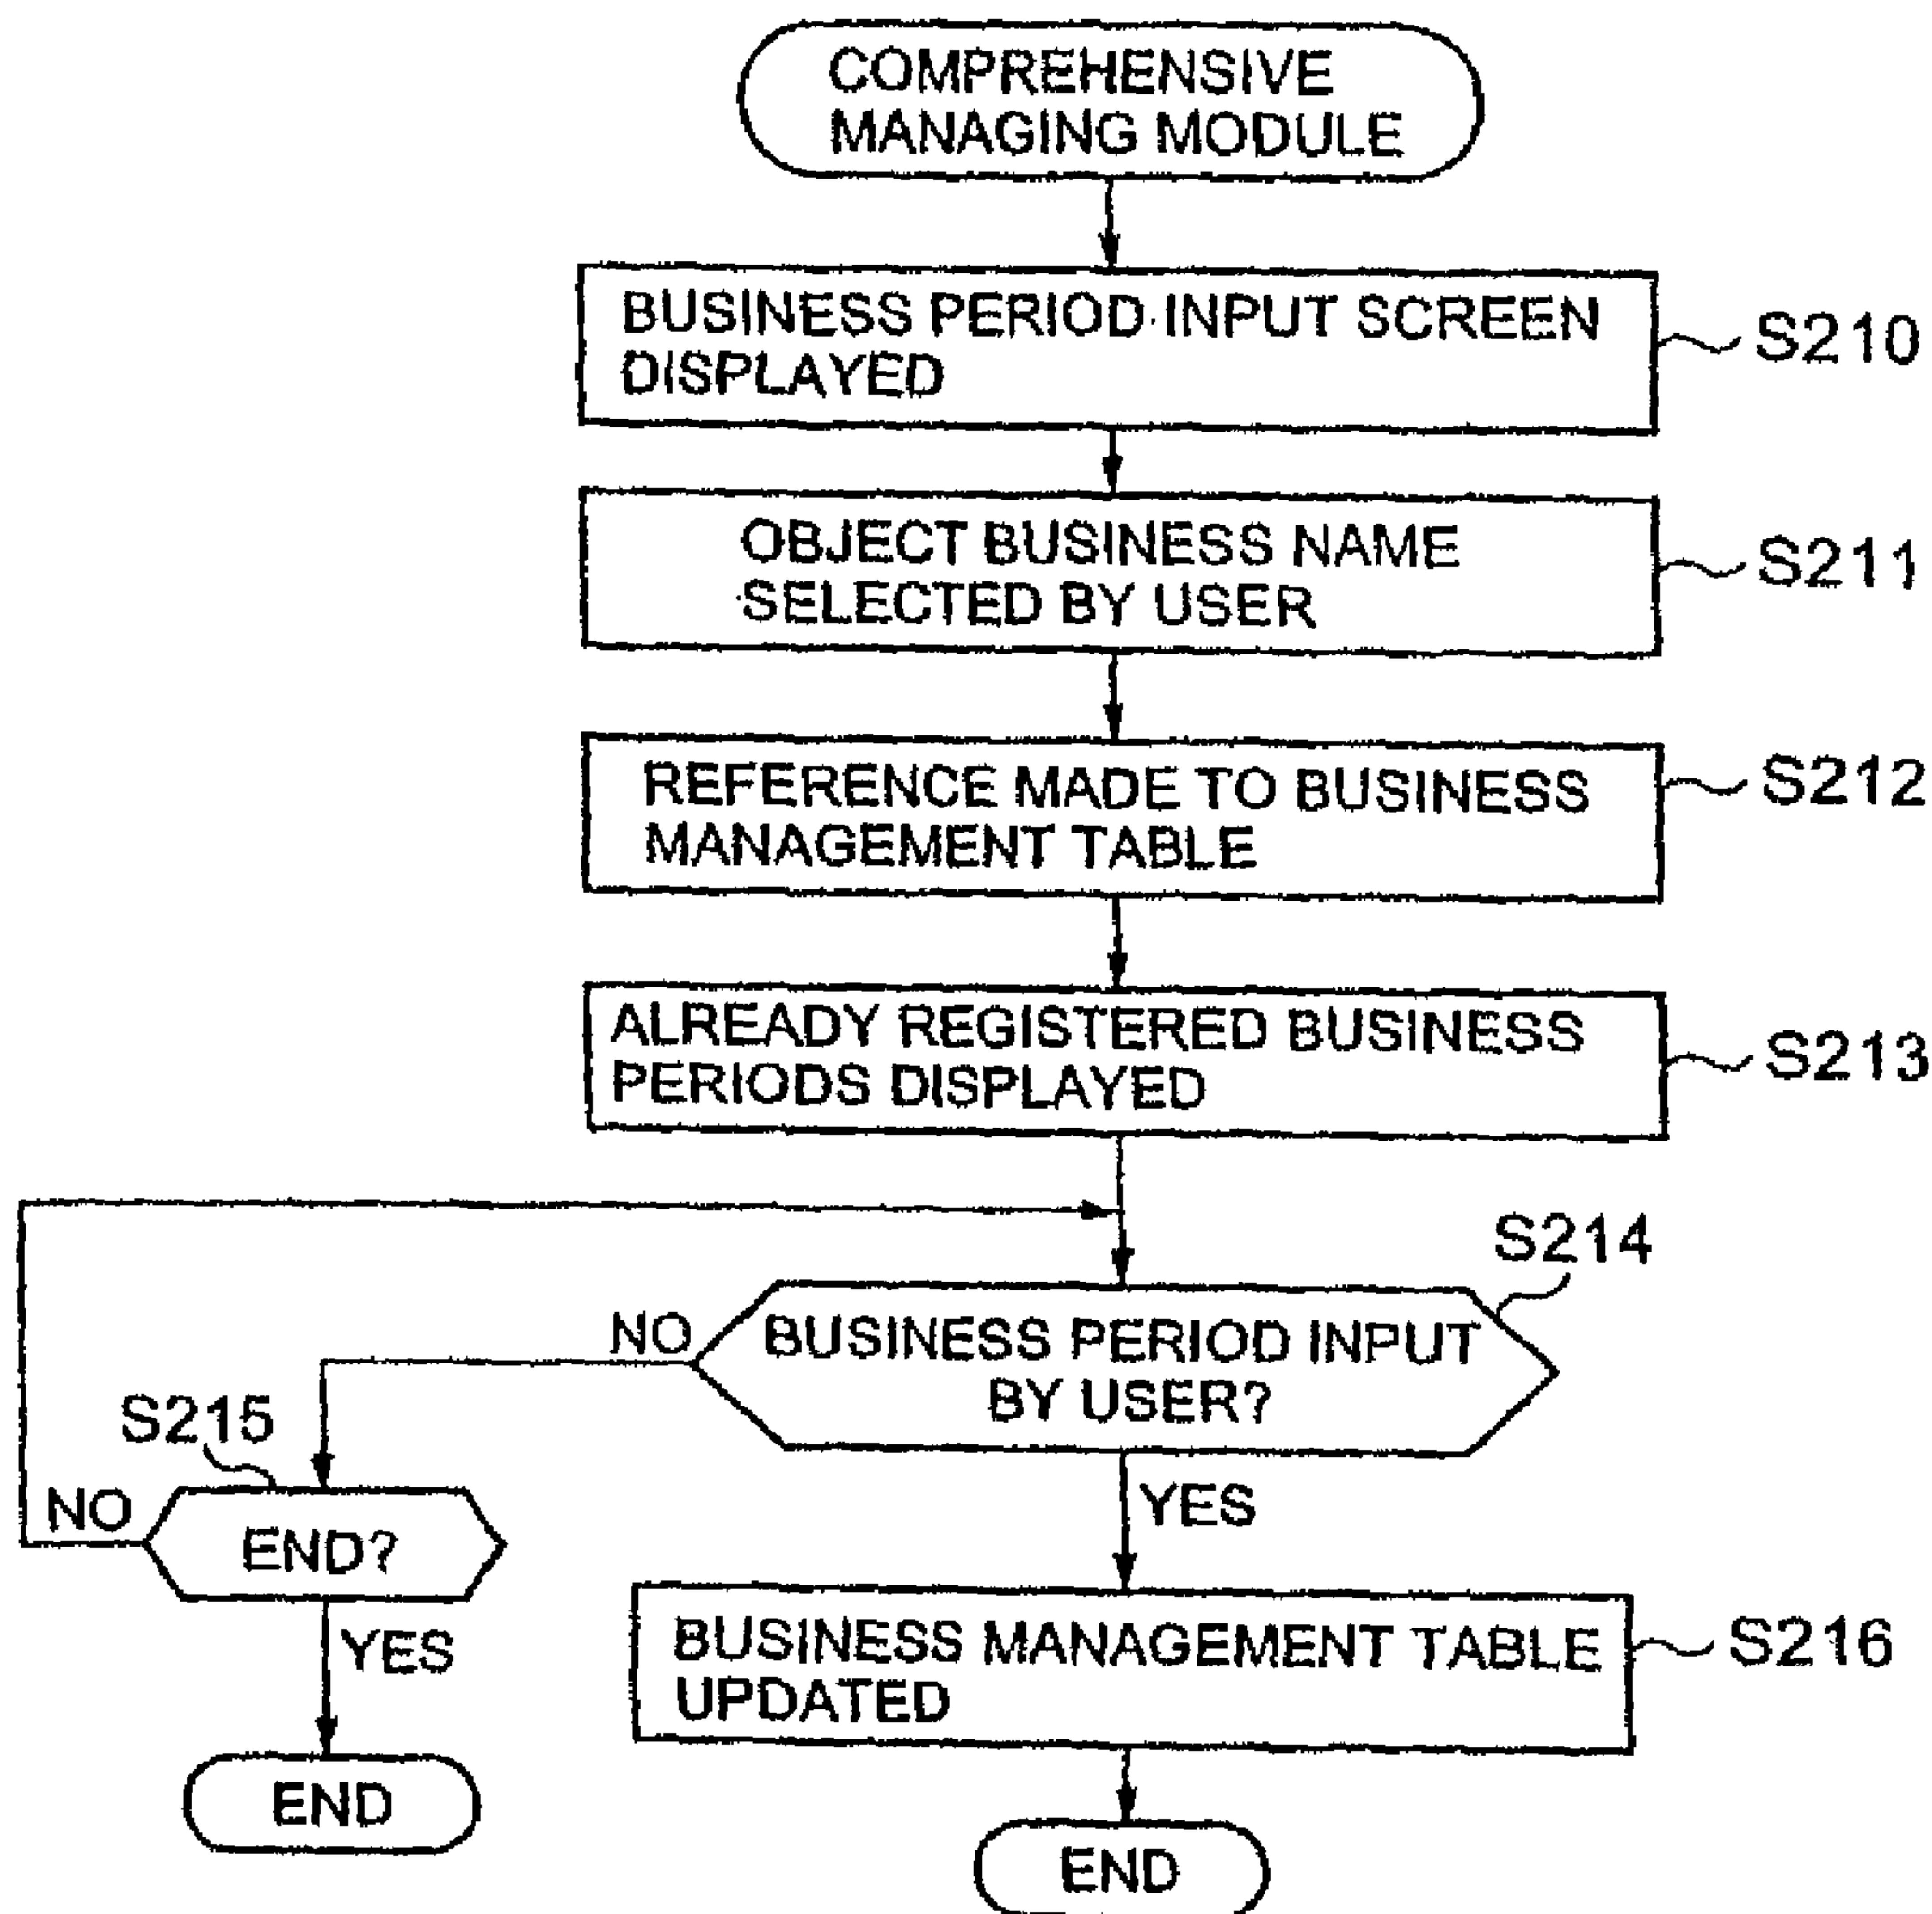 COMPREHENSIVE
MANAGING MODULE
BUSINESS PERIOD INPUT SCREEN
DISPLAYED
S210
OBJECT BUSINESS NAME
SELECTED BY USER
S211
REFERENCE MADE TO BUSINESS
MANAGEMENT TABLE
S212
ALREADY REGISTERED BUSINESS
PERIODS DISPLAYED
S213
S214
NO
BUSINESS PERIOD INPUT
BY USER?
S215
NO
END?
YES
YES
BUSINESS MANAGEMENT TABLE
UPDATED
S216
END
END